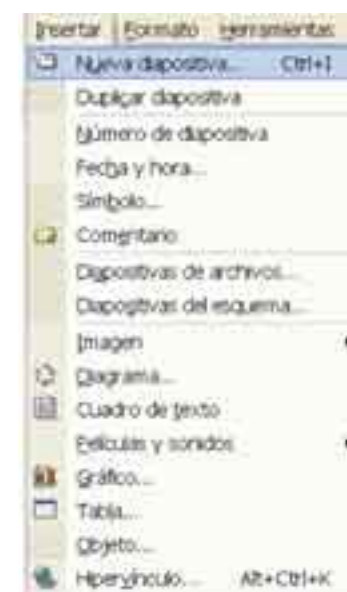 Insertar Formato Herramientas
Nueva diapositiva... Ctrl+I
Duplicar diapositiva
Número de diapositiva
Fecha y hora...
Símbolo...
Comentario
Diapositivas de archivos...
Diapositivas del esquema...
Imagen
Diagrama...
Cuadro de texto
Películas y sonidos
Gráfico...
Tabla...
Objeto...
Hipervínculo... Alt+Ctrl+K